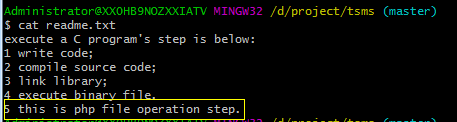 Administrator@XXOHB9NOZXXIATV MINGW32 /d/project/tsms (master)
$ cat readme.txt
execute a C program's step is below:
1 write code;
2 compile source code;
3 link library;
4 execute binary file.
5 this is php file operation step.